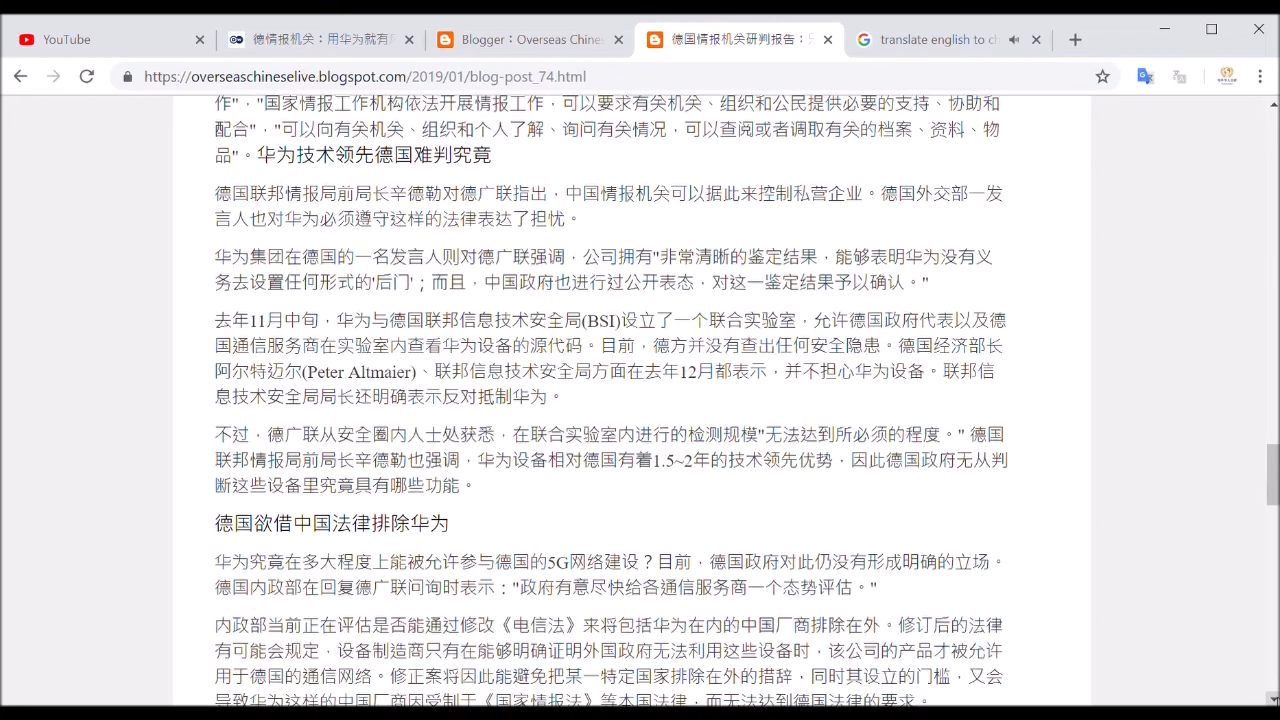 YouTube
德情报机关：用华为就有
Blogger：Overseas Chines
德国情报机关研判报告：
translate english to ch
https://overseaschineselive.blogspot.com/2019/01/blog-post_74.html
作"，"国家情报工作机构依法开展情报工作，可以要求有关机关、组织和公民提供必要的支持、协助和
配合"，"可以向有关机关、组织和个人了解、询问有关情况，可以查阅或者调取有关的档案、资料、物
品"。华为技术领先德国难判究竟
德国联邦情报局前局长辛德勒对德广联指出，中国情报机关可以据此来控制私营企业。德国外交部一发
言人也对华为必须遵守这样的法律表达了担忧。
华为集团在德国的一名发言人则对德广联强调，公司拥有"非常清晰的鉴定结果，能够表明华为没有义
务去设置任何形式的'后门'；而且，中国政府也进行过公开表态，对这一鉴定结果予以确认。"
去年11月中旬，华为与德国联邦信息技术安全局(BSI)设立了一个联合实验室，允许德国政府代表以及德
国通信服务商在实验室内查看华为设备的源代码。目前，德方并没有查出任何安全隐患。德国经济部长
阿尔特迈尔(Peter Altmaier)、联邦信息技术安全局方面在去年12月都表示，并不担心华为设备。联邦信
息技术安全局局长还明确表示反对抵制华为。
不过，德广联从安全圈内人士处获悉，在联合实验室内进行的检测规模"无法达到所必须的程度。" 德国
联邦情报局前局长辛德勒也强调，华为设备相对德国有着1.5~2年的技术领先优势，因此德国政府无从判
断这些设备里究竟具有哪些功能。
德国欲借中国法律排除华为
华为究竟在多大程度上能被允许参与德国的5G网络建设？目前，德国政府对此仍没有形成明确的立场。
德国内政部在回复德广联问询时表示："政府有意尽快给各通信服务商一个态势评估。"
内政部当前正在评估是否能通过修改《电信法》来将包括华为在内的中国厂商排除在外。修订后的法律
有可能会规定，设备制造商只有在能够明确证明外国政府无法利用这些设备时，该公司的产品才被允许
用于德国的通信网络。修正案将因此能避免把某一特定国家排除在外的措辞，同时其设立的门槛，又会
导致华为这样的中国厂商因受制于《国家情报法》等本国法律，而无法达到德国法律的要求。